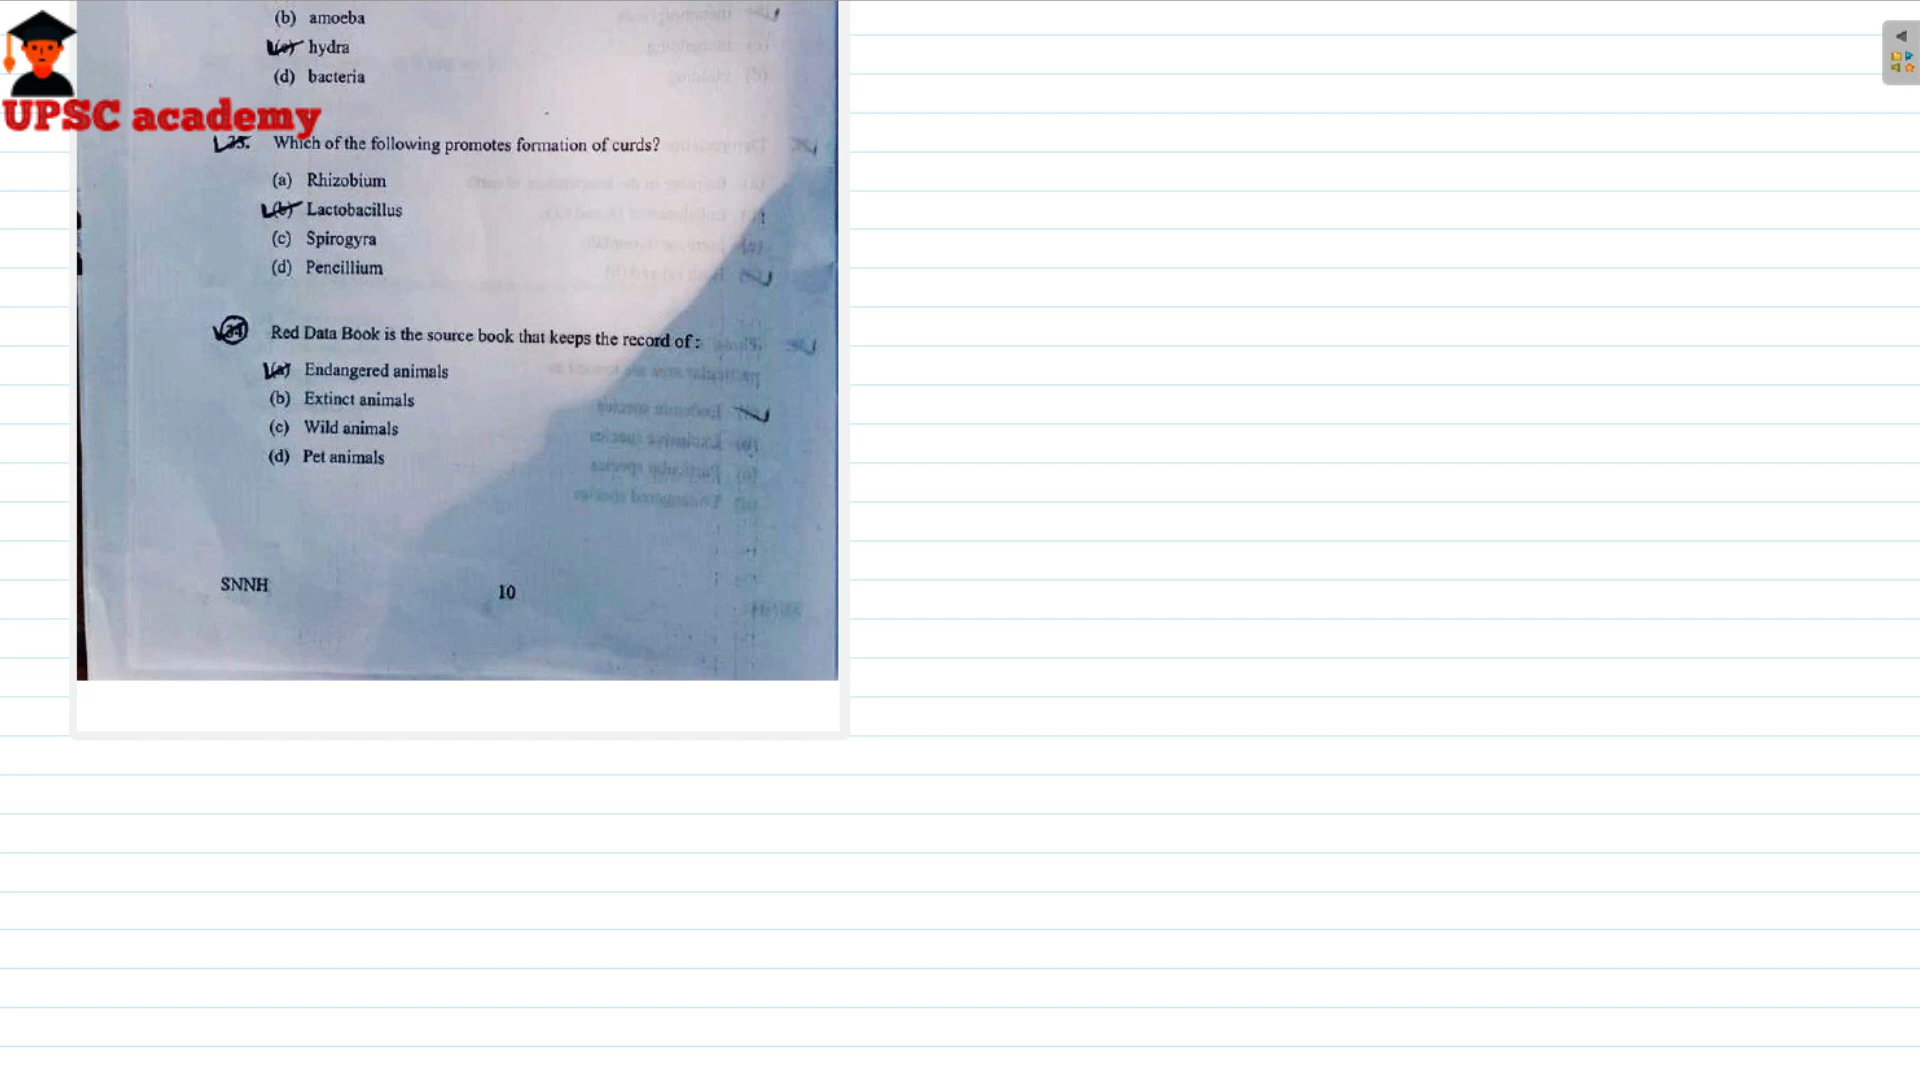 (b) amoeba
(c) hydra
(d) bacteria
UPSC academy
Which of the following promotes formation of curds?
(a) Rhizobium
(b) Lactobacillus
(c) Spirogyra
(d) Pencillium
Red Data Book is the source book that keeps the record of :
(a) Endangered animals
(b) Extinct animals
(c) Wild animals
(d) Pet animals
SNNH
10